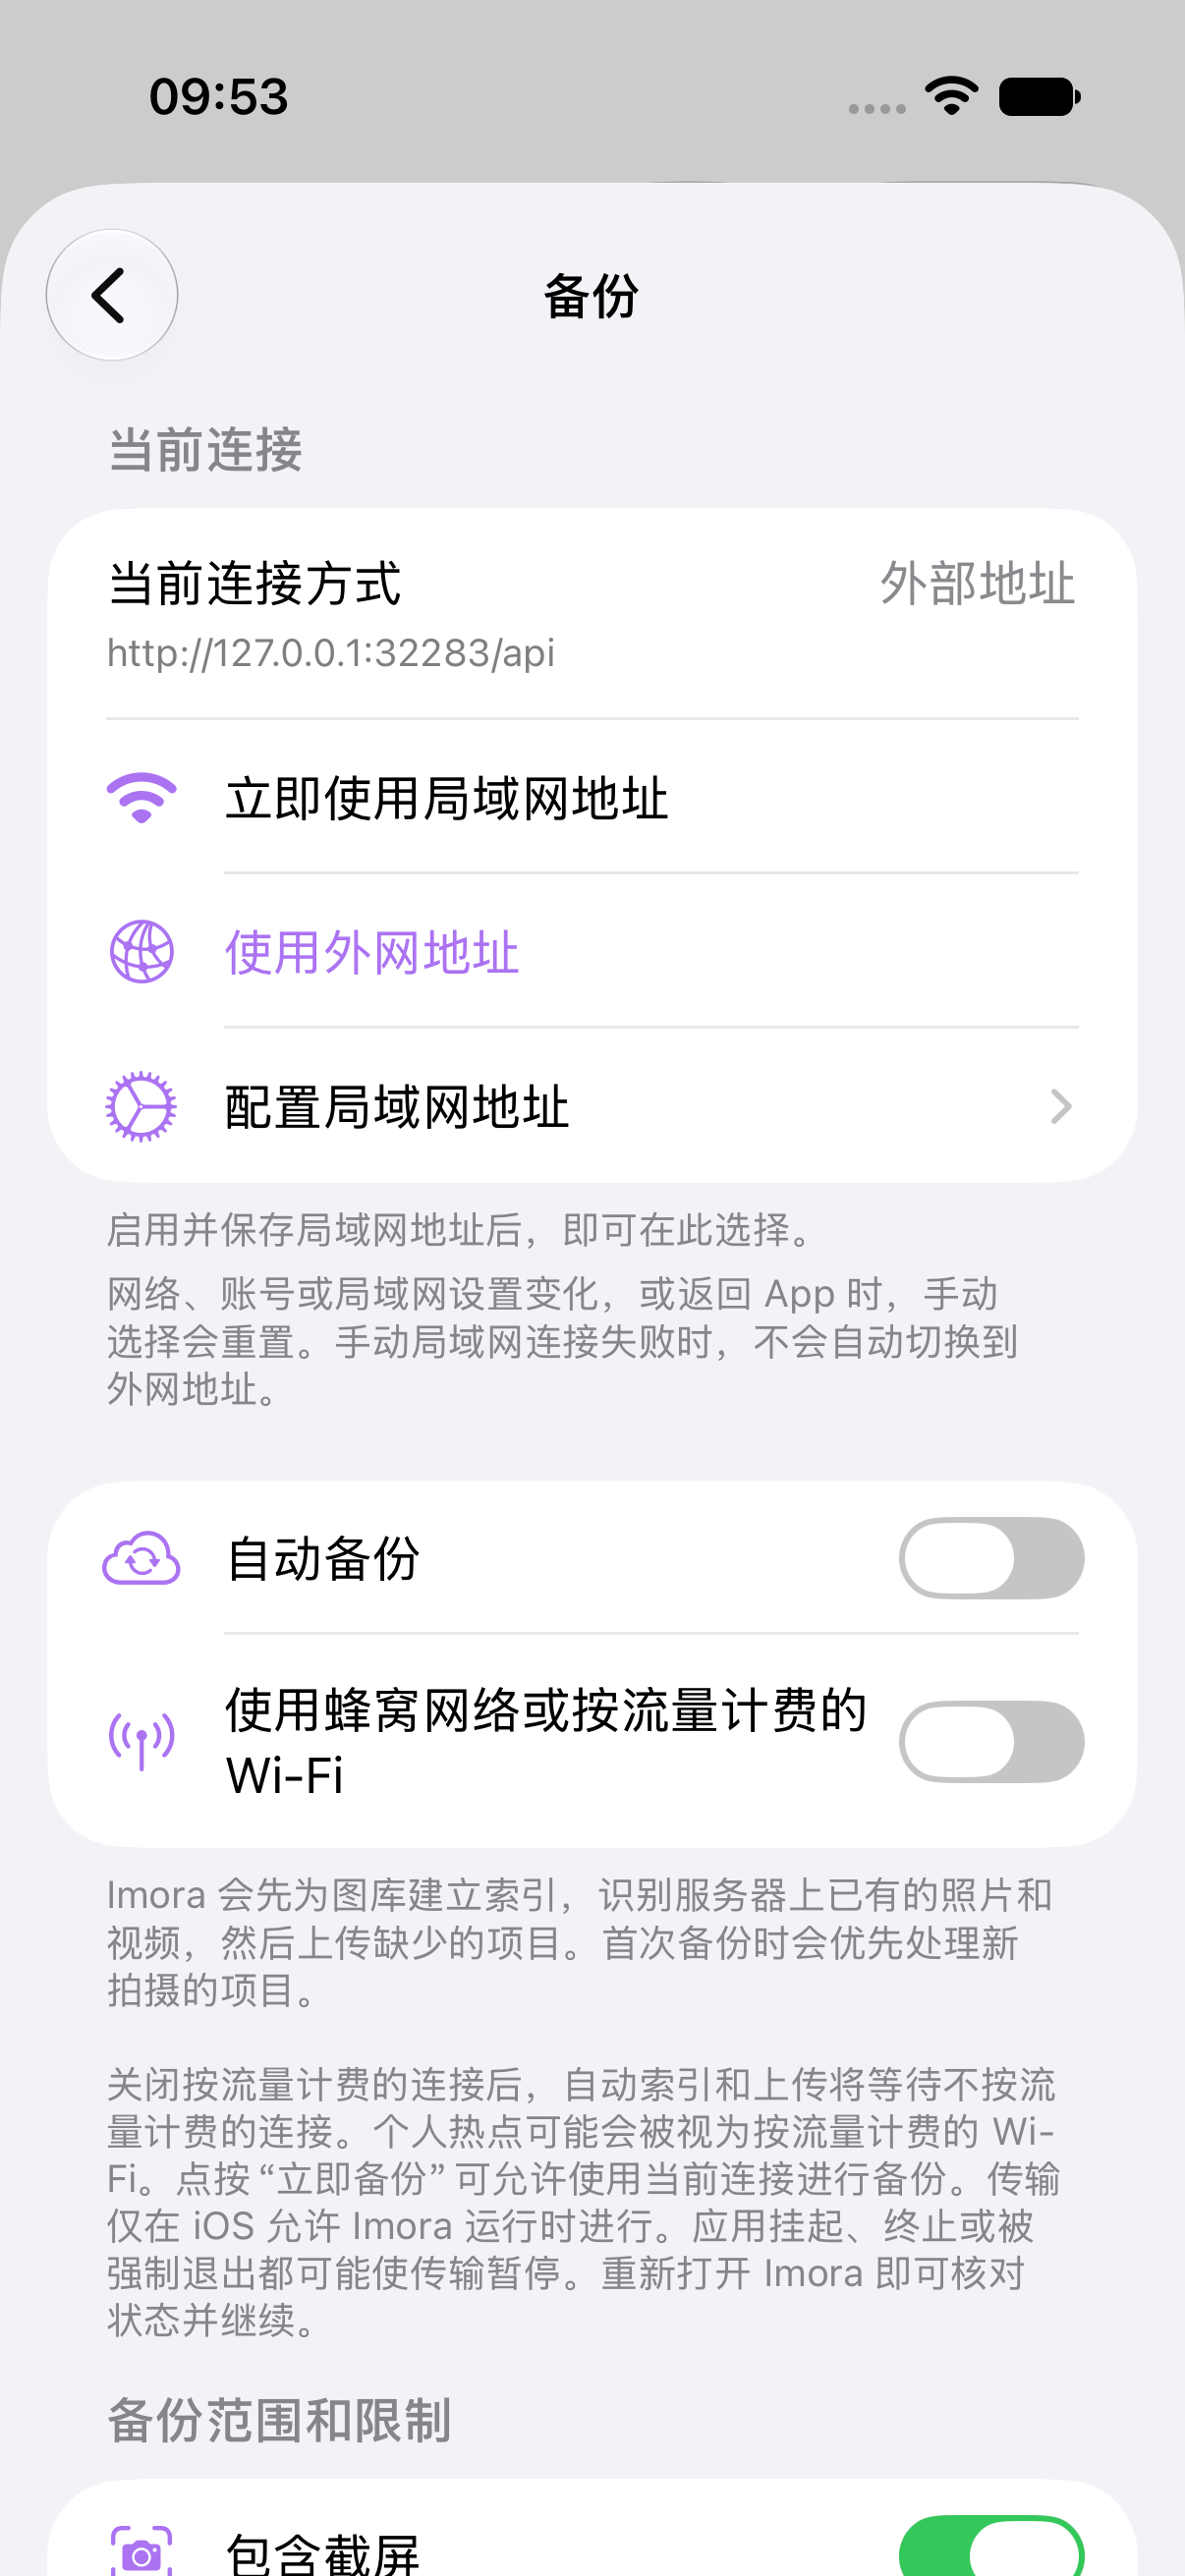 09:53
备份
当前连接
当前连接方式
外部地址
http://127.0.0.1:32283/api
立即使用局域网地址
使用外网地址
配置局域网地址
启用并保存局域网地址后，即可在此选择。
网络、账号或局域网设置变化，或返回 App 时，手动
选择会重置。手动局域网连接失败时，不会自动切换到
外网地址。
自动备份
使用蜂窝网络或按流量计费的
Wi-Fi
Imora 会先为图库建立索引，识别服务器上已有的照片和
视频，然后上传缺少的项目。首次备份时会优先处理新
拍摄的项目。
关闭按流量计费的连接后，自动索引和上传将等待不按流
量计费的连接。个人热点可能会被视为按流量计费的 Wi-
Fi。点按 “立即备份” 可允许使用当前连接进行备份。传输
仅在 iOS 允许 Imora 运行时进行。应用挂起、终止或被
强制退出都可能使传输暂停。重新打开 Imora 即可核对
状态并继续。
备份范围和限制
包含截屏